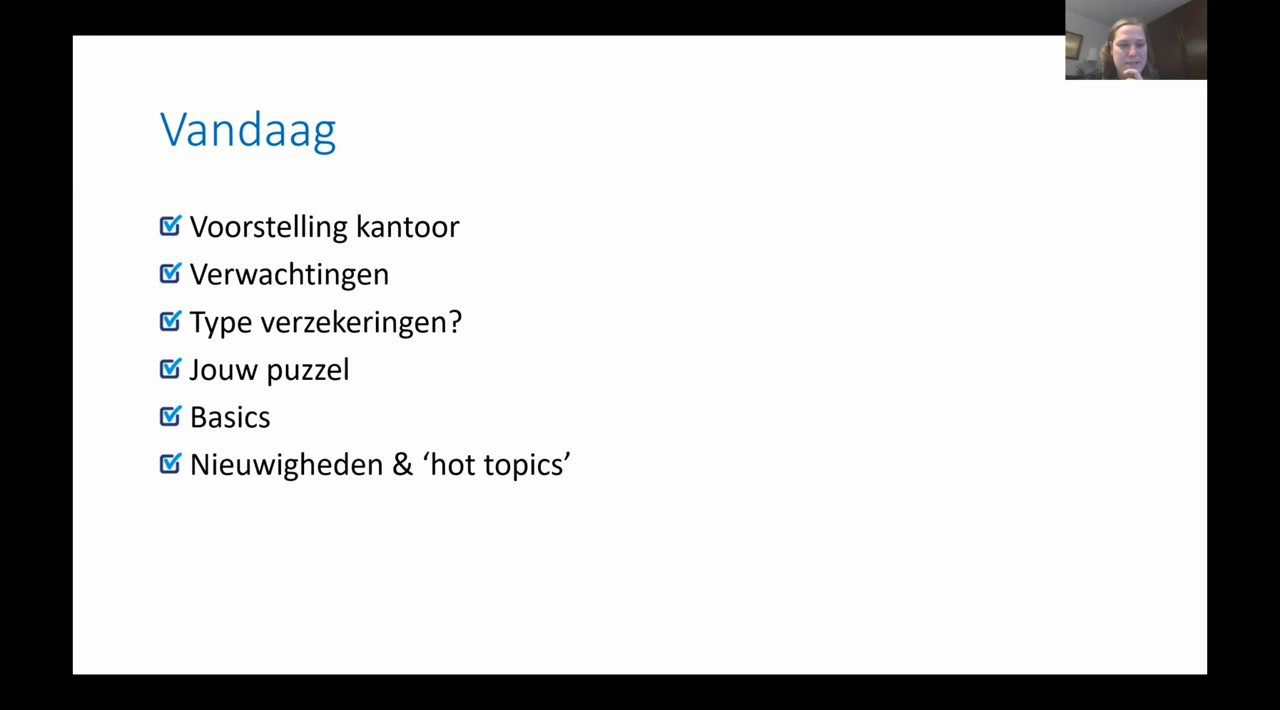 Vandaag
Voorstelling kantoor
Verwachtingen
Type verzekeringen?
Jouw puzzel
Basics
Nieuwigheden & ‘hot topics’